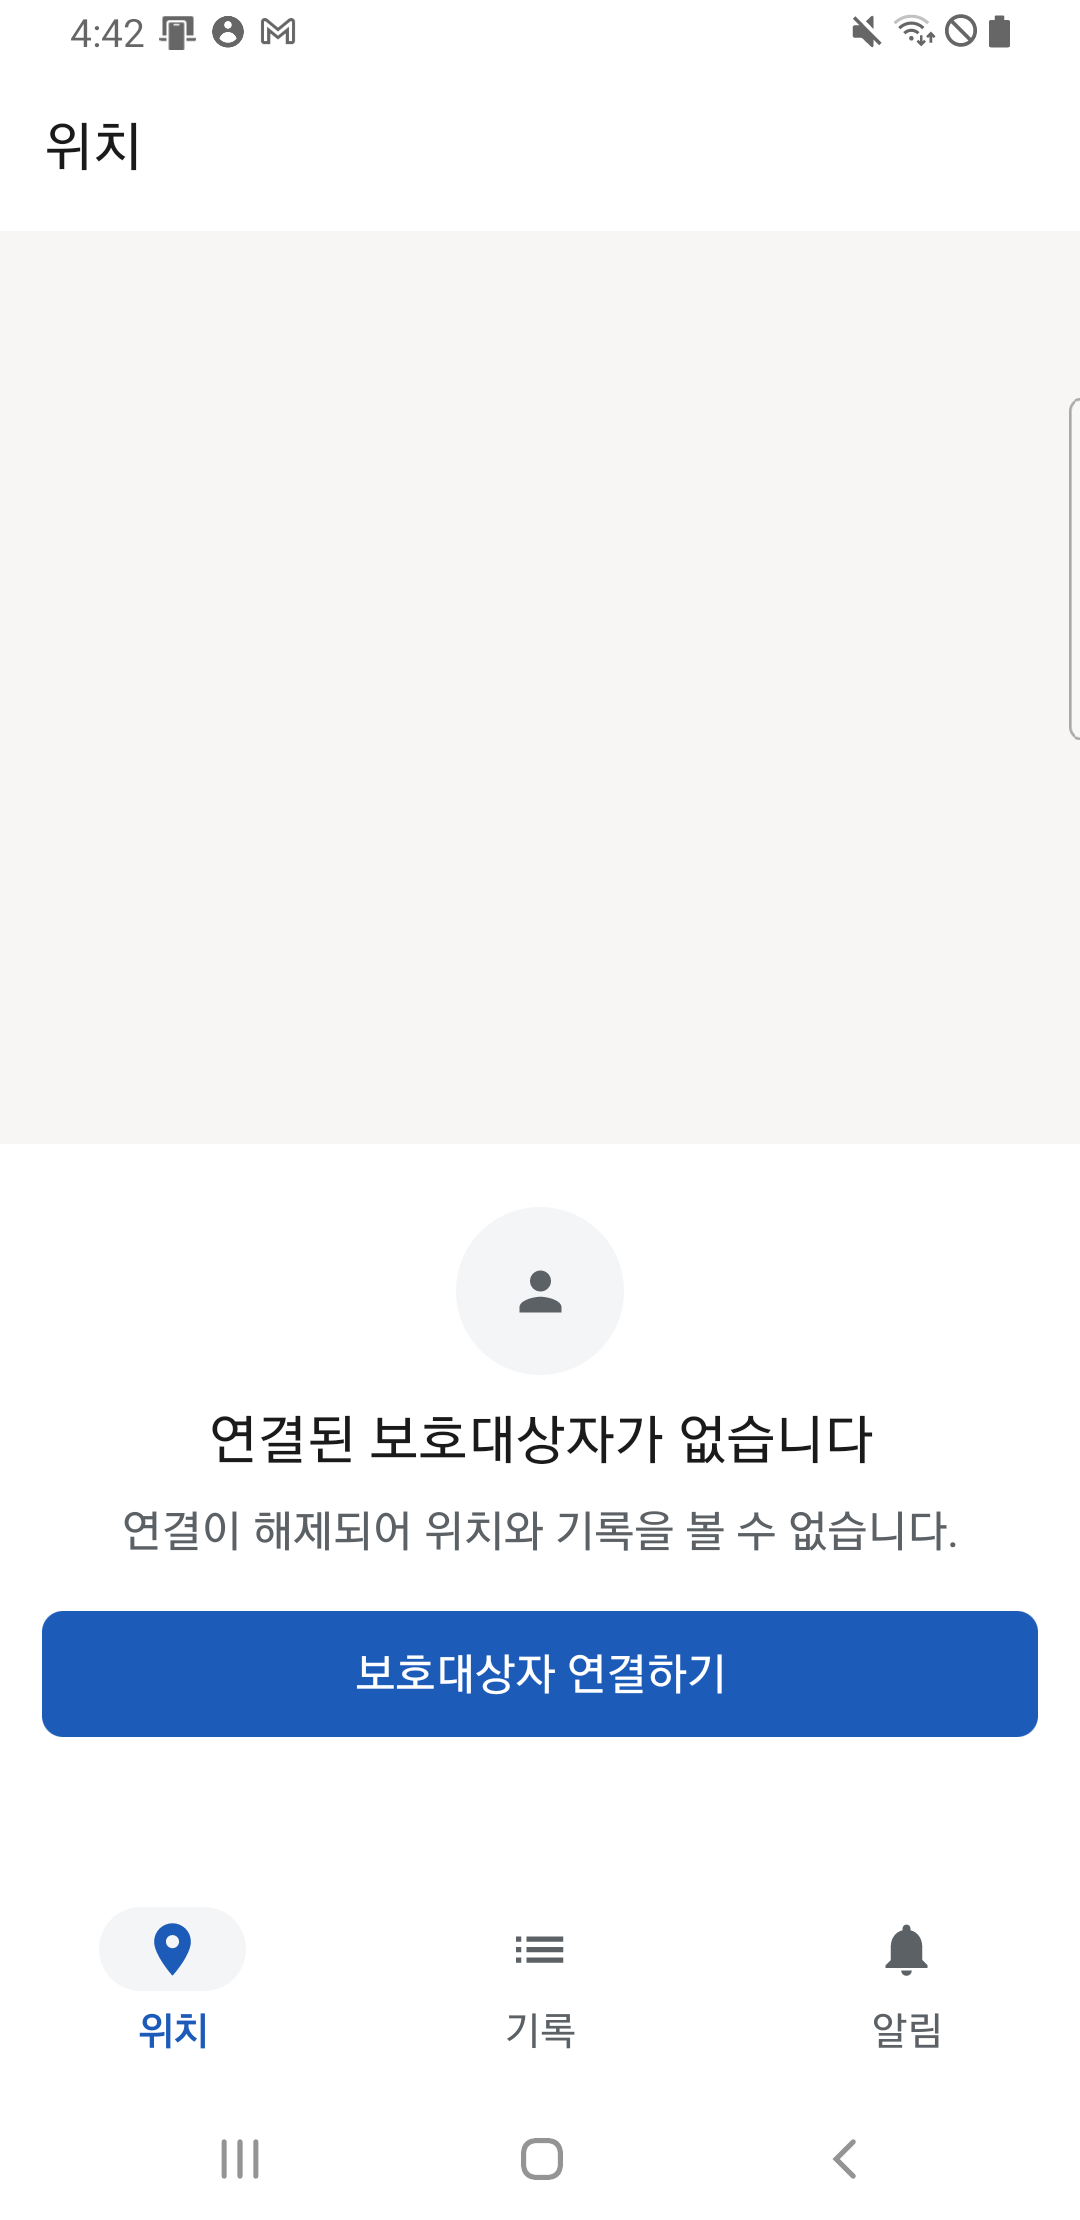 4:42
위치
연결된 보호대상자가 없습니다
연결이 해제되어 위치와 기록을 볼 수 없습니다.
보호대상자 연결하기
위치
기록
알림